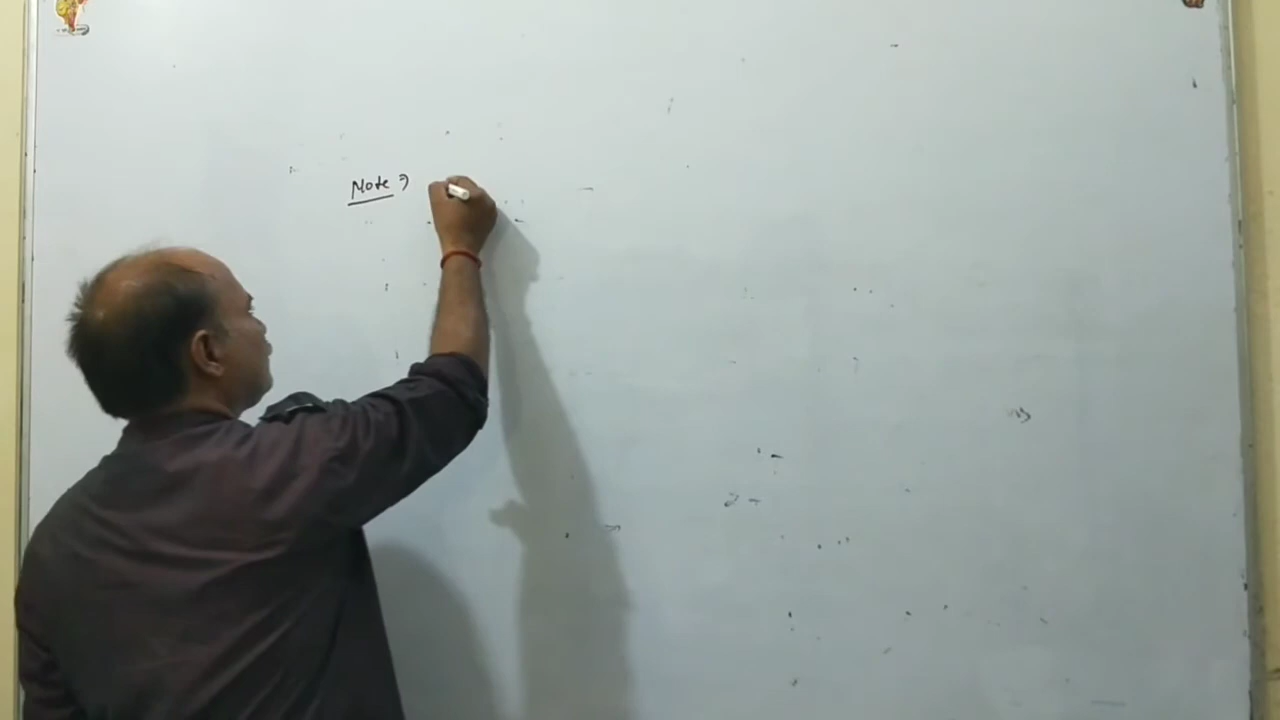 Note →